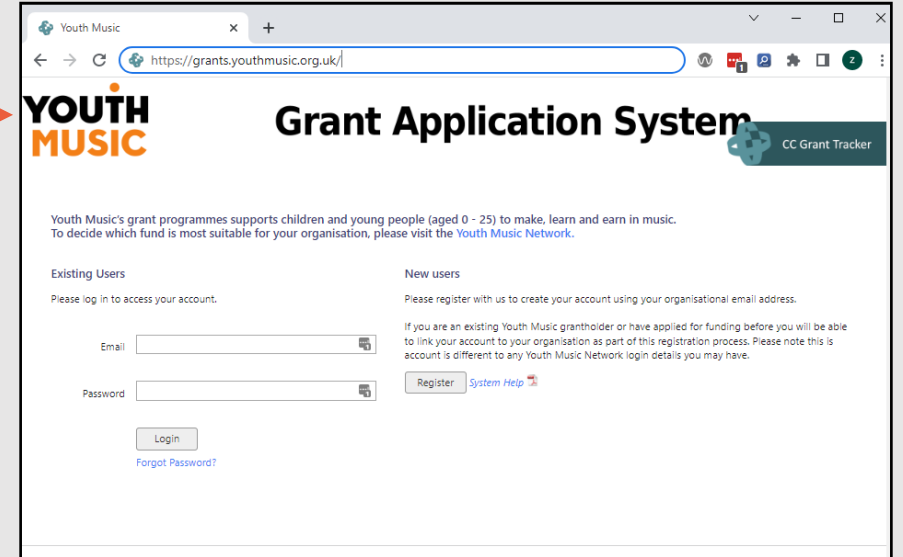 Youth Music
https://grants.youthmusic.org.uk/
1
Z
YOUTH
MUSIC
Grant Application System
CC Grant Tracker
Youth Music's grant programmes supports children and young people (aged 0 - 25) to make, learn and earn in music.
To decide which fund is most suitable for your organisation, please visit the Youth Music Network.
Existing Users
Please log in to access your account.
Email
Password
Login
Forgot Password?
New users
Please register with us to create your account using your organisational email address.
If you are an existing Youth Music grantholder or have applied for funding before you will be able
to link your account to your organisation as part of this registration process. Please note this is
account is different to any Youth Music Network login details you may have.
Register System Help